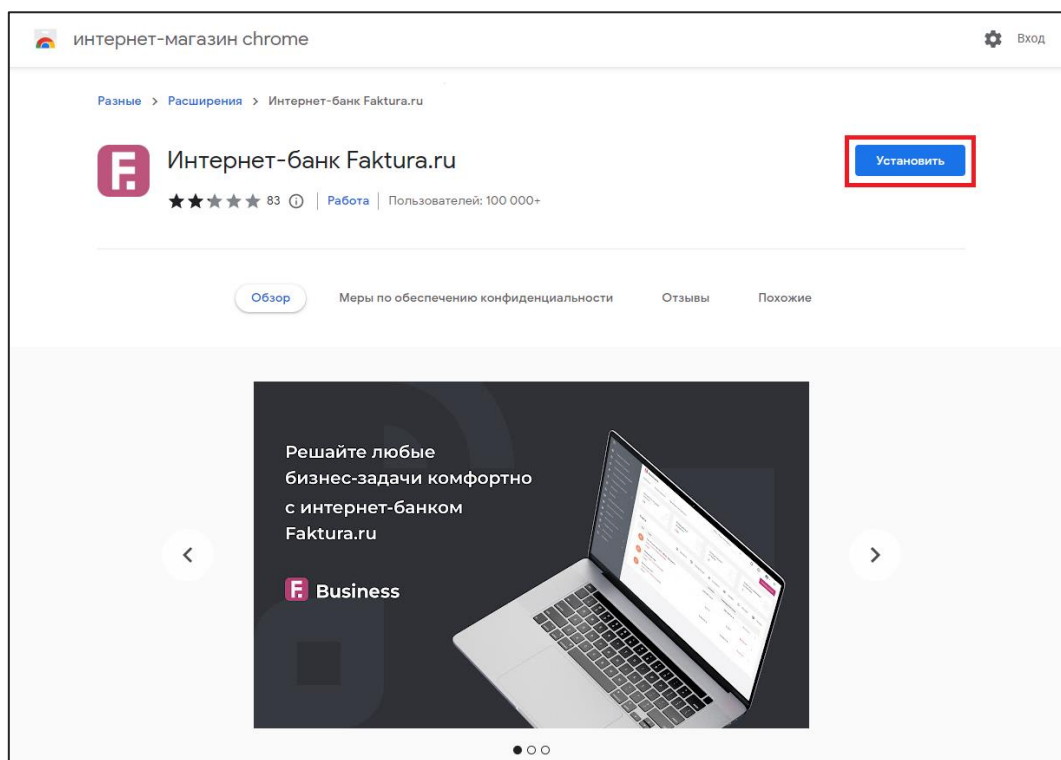 интернет-магазин chrome
Вход
Разные > Расширения > Интернет-банк Faktura.ru
Интернет-банк Faktura.ru
Установить
83 | Работа | Пользователей: 100 000+
Обзор Меры по обеспечению конфиденциальности Отзывы Похожие
Решайте любые
бизнес-задачи комфортно
с интернет-банком
Faktura.ru
F. Business